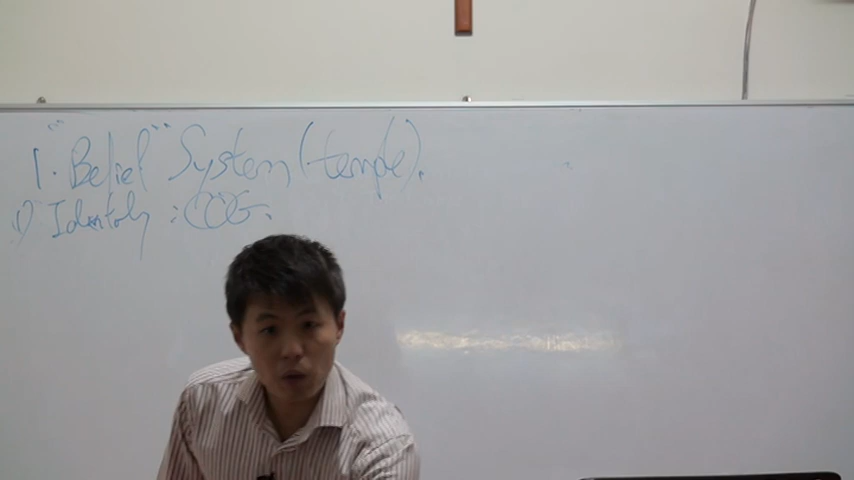 1. "Belief" System (temple).
1) Identity : COG.